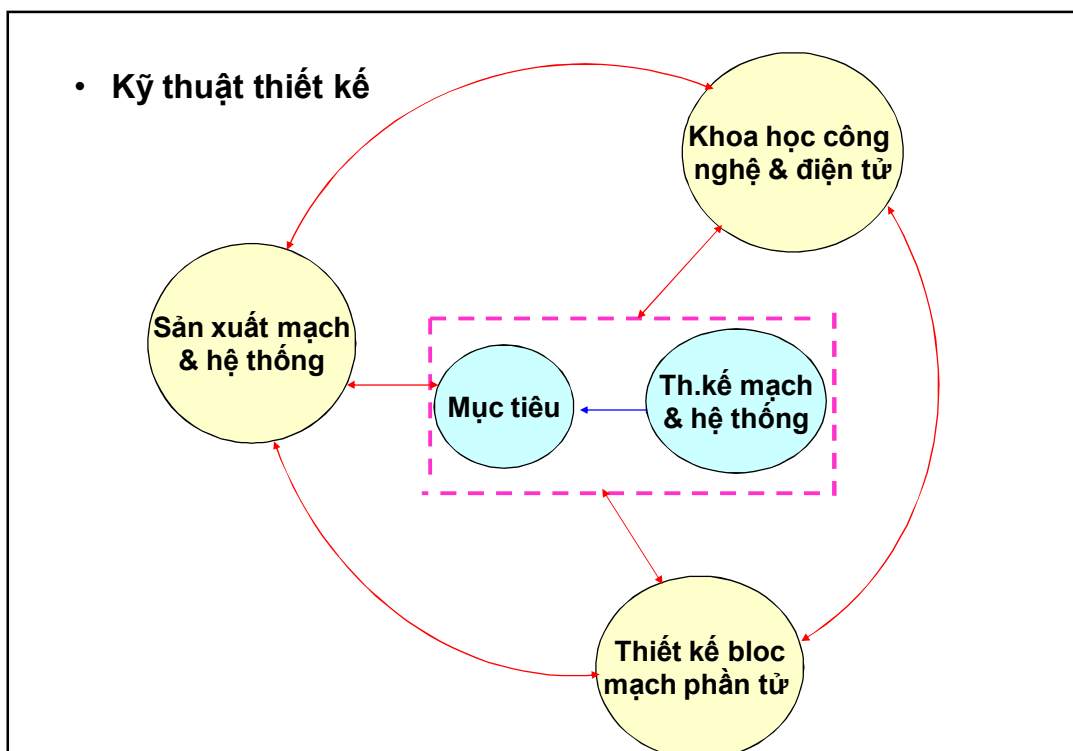 • Kỹ thuật thiết kế
Khoa học công
nghệ & điện tử
Sản xuất mạch
& hệ thống
Mục tiêu
Th.kế mạch
& hệ thống
Thiết kế bloc
mạch phần tử